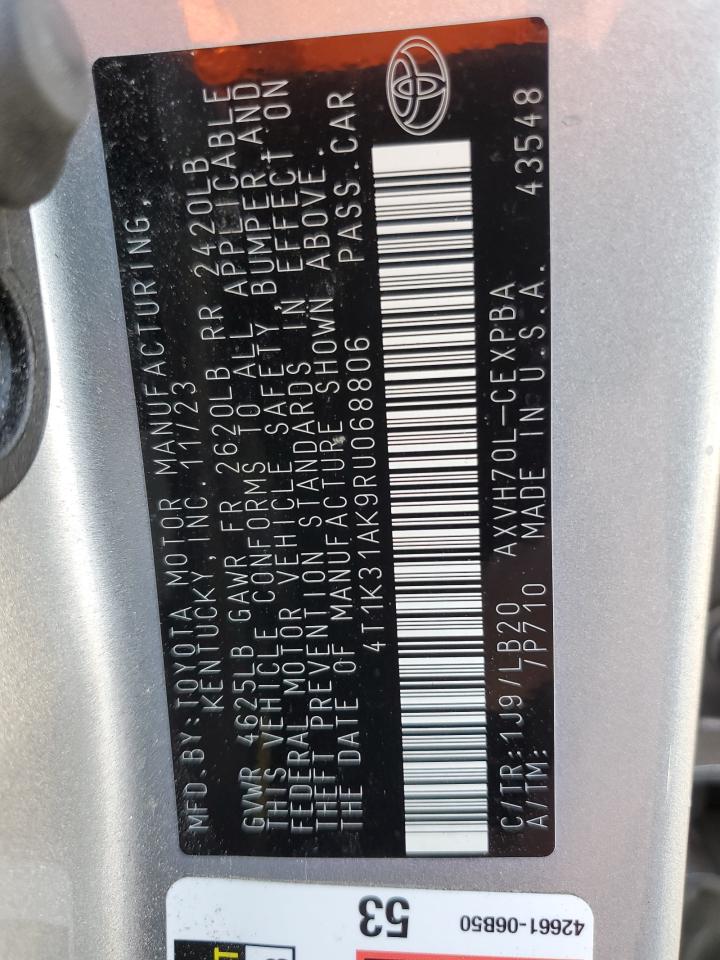 MFD.BY:TOYOTA MOTOR MANUFACTURING,
KENTUCKY, INC. 11/23
GVWR 4625LB GAWR FR 2620LB RR 2420LB
THIS VEHICLE CONFORMS TO ALL APPLICABLE
FEDERAL MOTOR VEHICLE SAFETY, BUMPER AND
THEFT PREVENTION STANDARDS IN EFFECT ON
THE DATE OF MANUFACTURE SHOWN ABOVE.
4T1K31AK9RU068806 PASS.CAR
C/TR:1J9/LB20 AXVH70L-CEXPBA 43548
A/TM: 7P710 MADE IN U.S.A.
53
42661-06B50